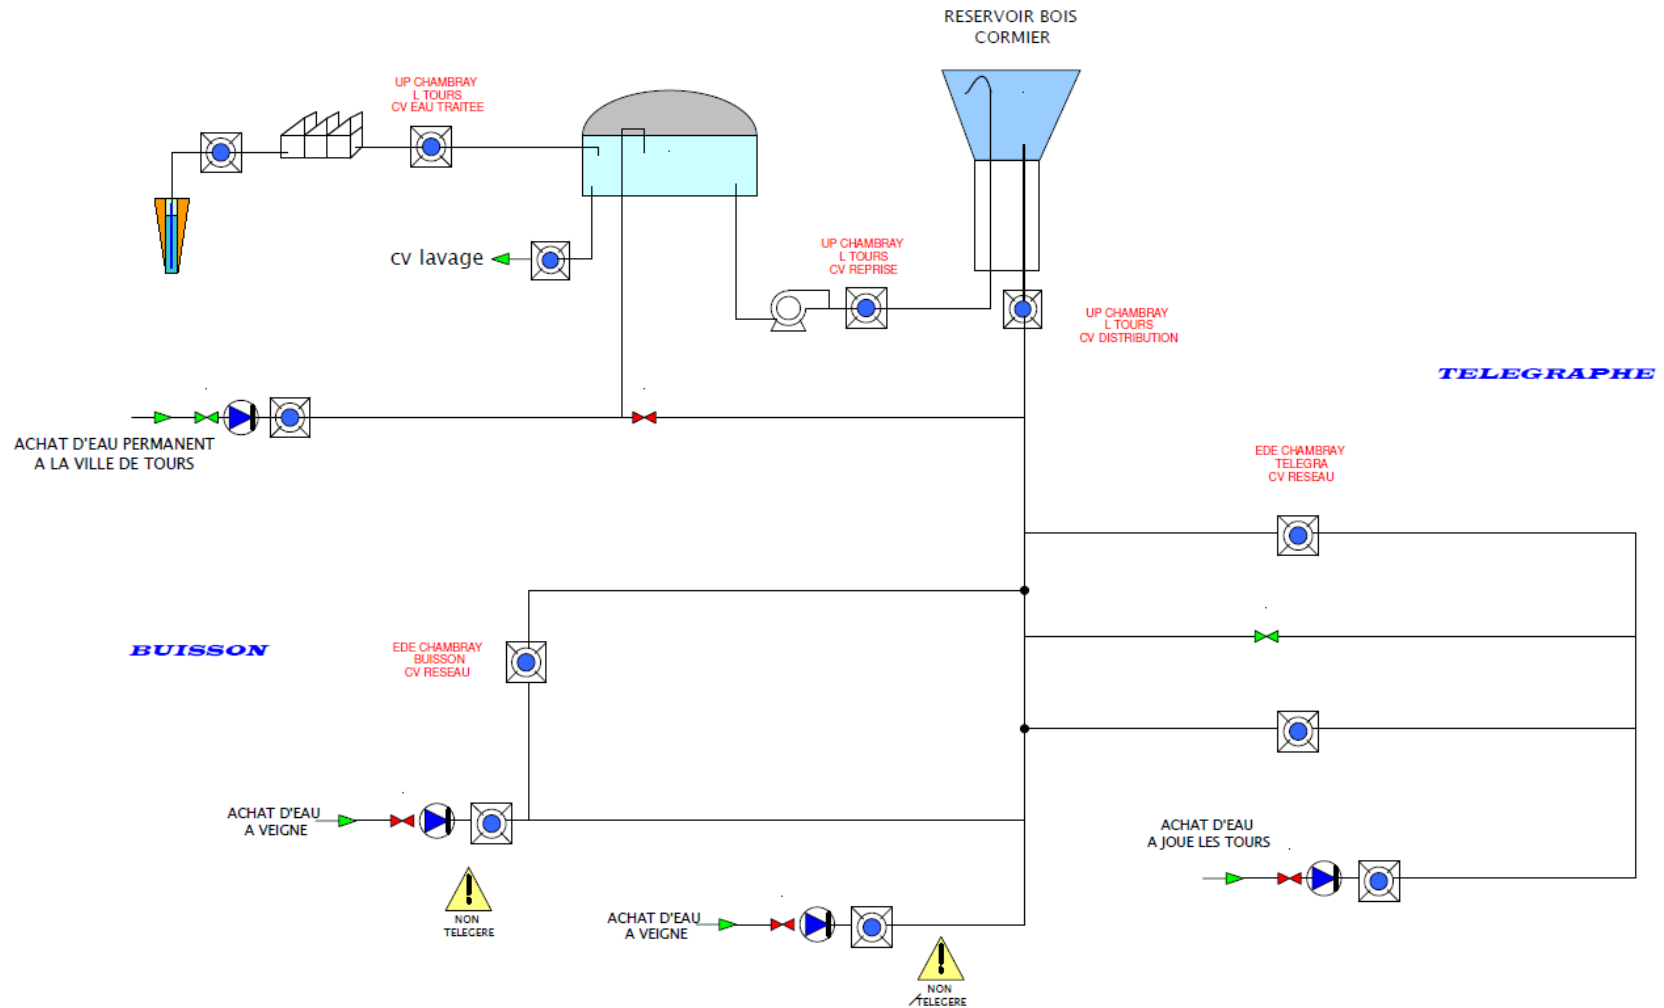 RESERVOIR BOIS
CORMIER
UP CHAMBRAY
L TOURS
CV EAU TRAITEE
cv lavage
UP CHAMBRAY
L TOURS
CV REPRISE
UP CHAMBRAY
L TOURS
CV DISTRIBUTION
TELEGRAPHE
ACHAT D'EAU PERMANENT
A LA VILLE DE TOURS
EDE CHAMBRAY
TELEGRA
CV RESEAU
BUISSON
EDE CHAMBRAY
BUISSON
CV RESEAU
ACHAT D'EAU
A VEIGNE
ACHAT D'EAU
A JOUE LES TOURS
NON
TELEGERE
ACHAT D'EAU
A VEIGNE
NON
TELEGERE